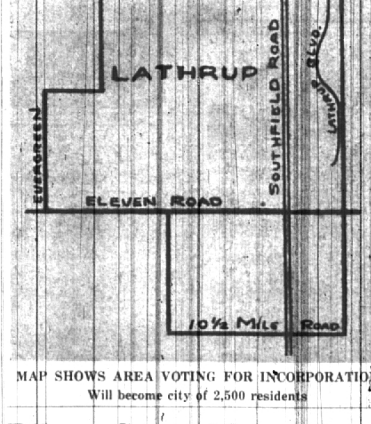 LATHRUP
EVERGREEN
SOUTHFIELD ROAD
BLVD.
LATHRUP
ELEVEN ROAD
10½ MILE ROAD
MAP SHOWS AREA VOTING FOR INCORPORATIO
Will become city of 2,500 residents